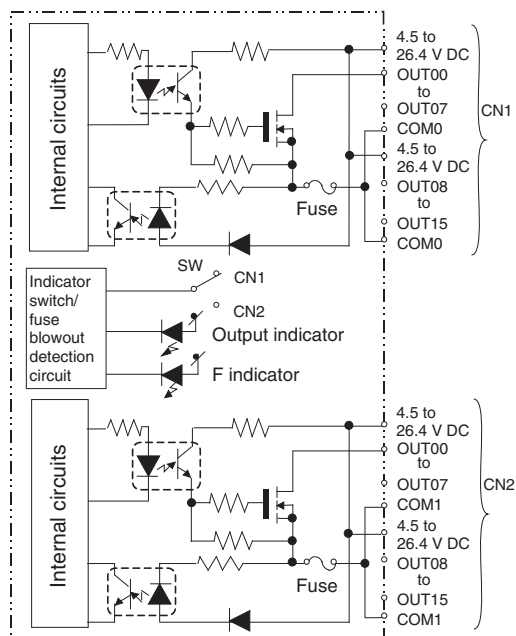 Internal circuits
4.5 to
26.4 V DC
OUT00
to
OUT07
COM0
4.5 to
26.4 V DC
OUT08
to
OUT15
COM0
CN1
Fuse
SW
CN1
CN2
Indicator
switch/
fuse
blowout
detection
circuit
Output indicator
F indicator
Internal circuits
4.5 to
26.4 V DC
OUT00
to
OUT07
COM1
4.5 to
26.4 V DC
OUT08
to
OUT15
COM1
CN2
Fuse